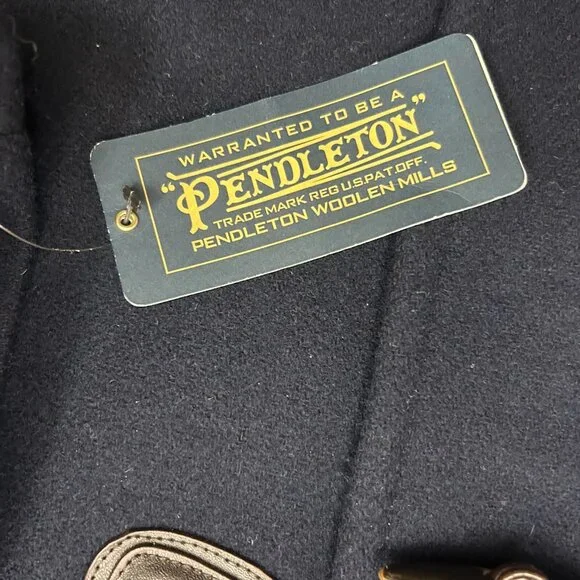 WARRANTED TO BE A
"PENDLETON"
TRADE MARK REG U.S.PAT.OFF.
PENDLETON WOOLEN MILLS